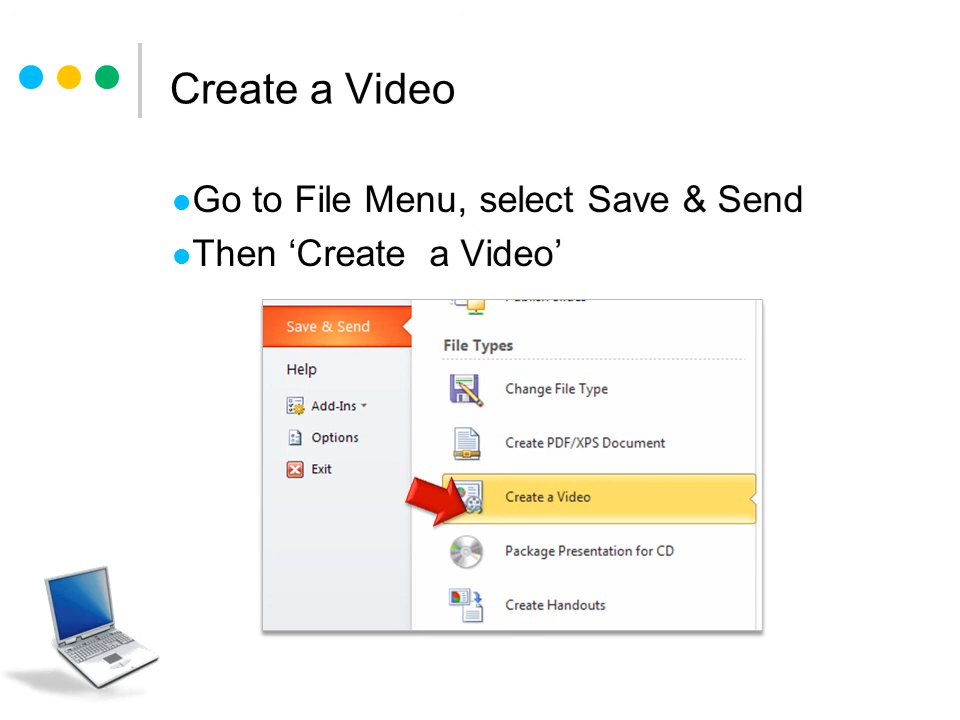 Create a Video
Go to File Menu, select Save & Send
Then ‘Create  a Video’
Save & Send
Help
Add-Ins
Options
Exit
File Types
Change File Type
Create PDF/XPS Document
Create a Video
Package Presentation for CD
Create Handouts